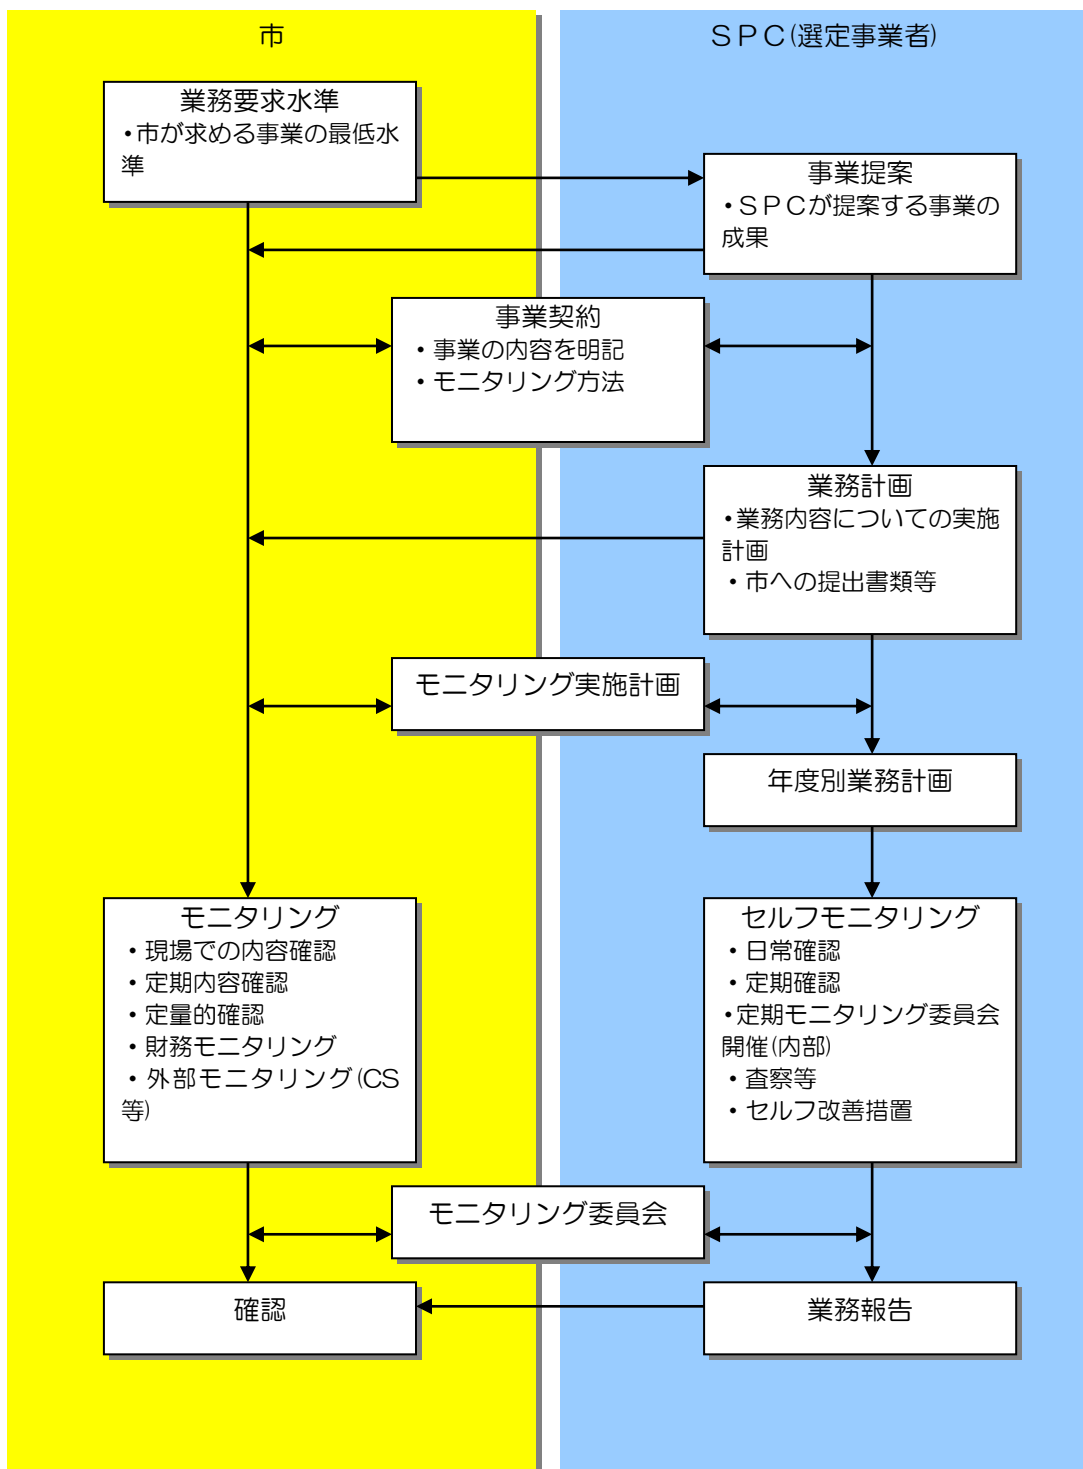 市
ＳＰＣ(選定事業者)
業務要求水準
・市が求める事業の最低水
準
事業提案
・ＳＰＣが提案する事業の
成果
事業契約
・事業の内容を明記
・モニタリング方法
業務計画
・業務内容についての実施
計画
・市への提出書類等
モニタリング実施計画
年度別業務計画
モニタリング
・現場での内容確認
・定期内容確認
・定量的確認
・財務モニタリング
・外部モニタリング(CS
等)
セルフモニタリング
・日常確認
・定期確認
・定期モニタリング委員会
開催(内部)
・査察等
・セルフ改善措置
モニタリング委員会
確認
業務報告